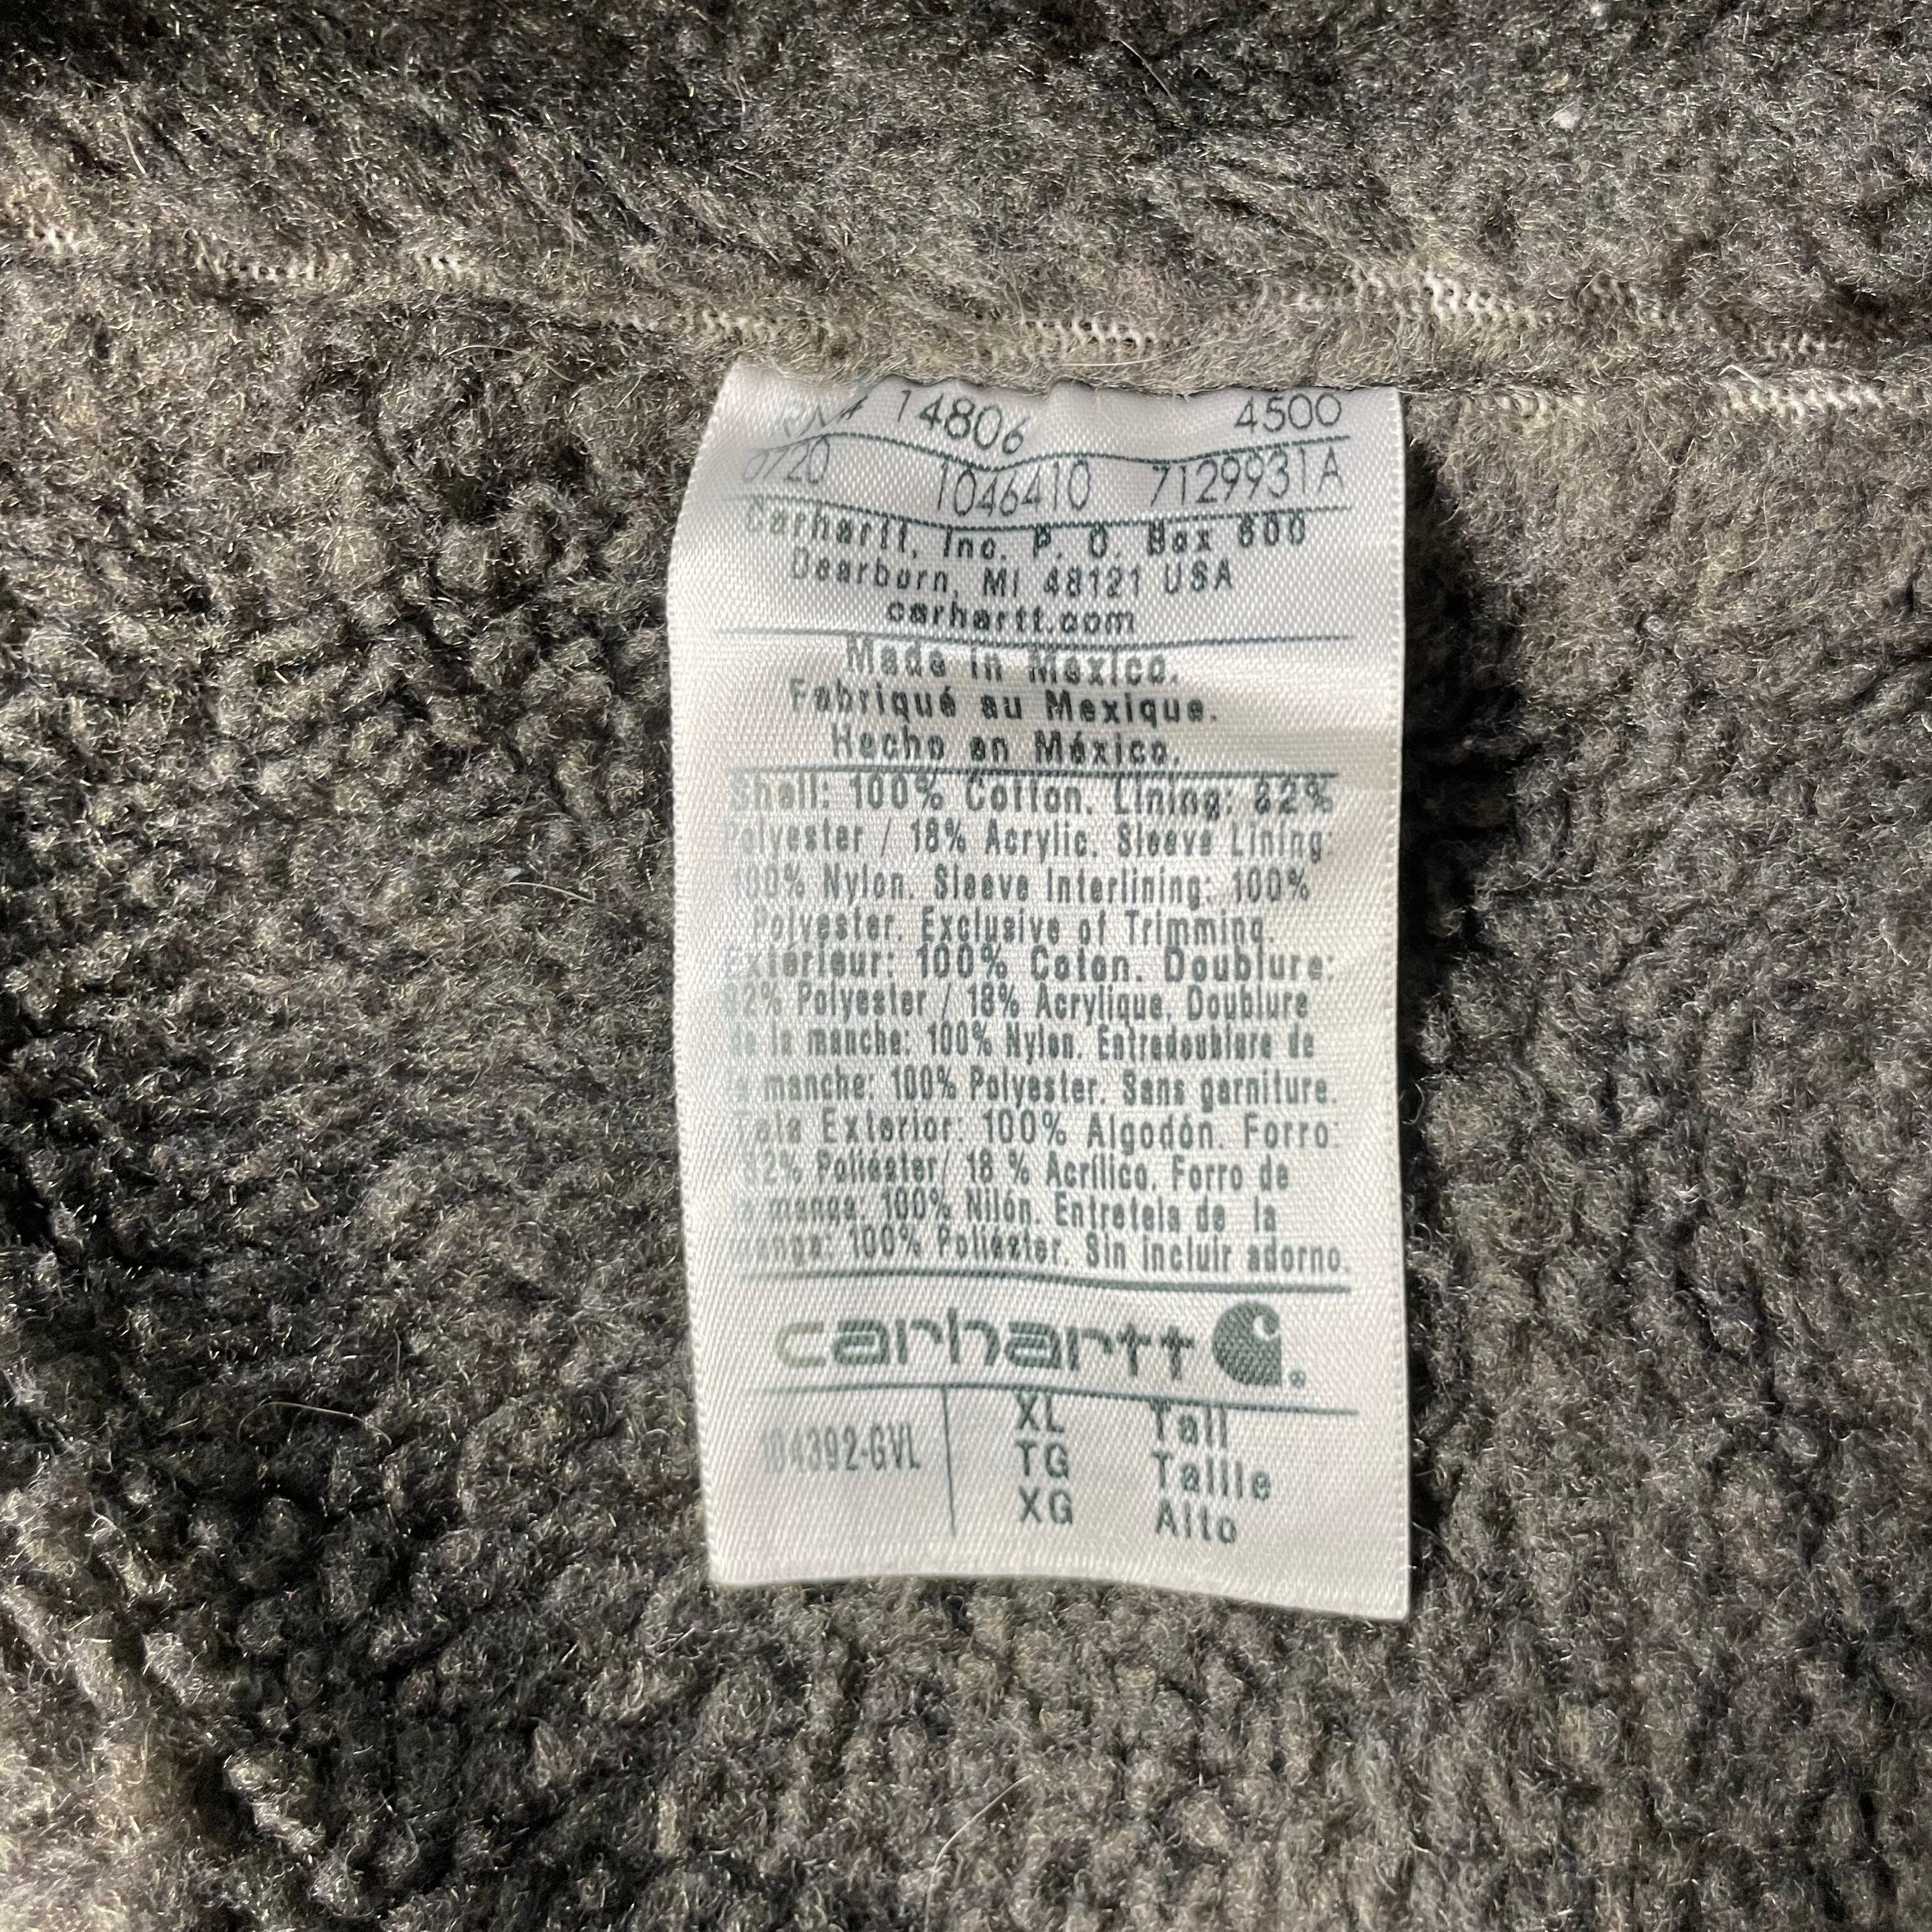 RN# 14806 4500
0720 1046410 7129931A
Carhartt, Inc. P. O. Box 600
Dearborn, MI 48121 USA
carhartt.com
Made in Mexico.
Fabriqué au Mexique.
Hecho en México.
Shell: 100% Cotton. Lining: 82%
Polyester / 18% Acrylic. Sleeve Lining:
100% Nylon. Sleeve Interlining: 100%
Polyester. Exclusive of Trimming.
Exterieur: 100% Coton. Doublure:
82% Polyester / 18% Acrylique. Doublure
de la manche: 100% Nylon. Entredoublure de
la manche: 100% Polyester. Sans garniture.
Tela Exterior: 100% Algodón. Forro:
82% Poliéster/ 18 % Acrílico. Forro de
la manga: 100% Nilón. Entretela de la
manga: 100% Poliéster. Sin incluir adorno.
carhartt
104392-GVL XL Tall
TG Taille
XG Alto